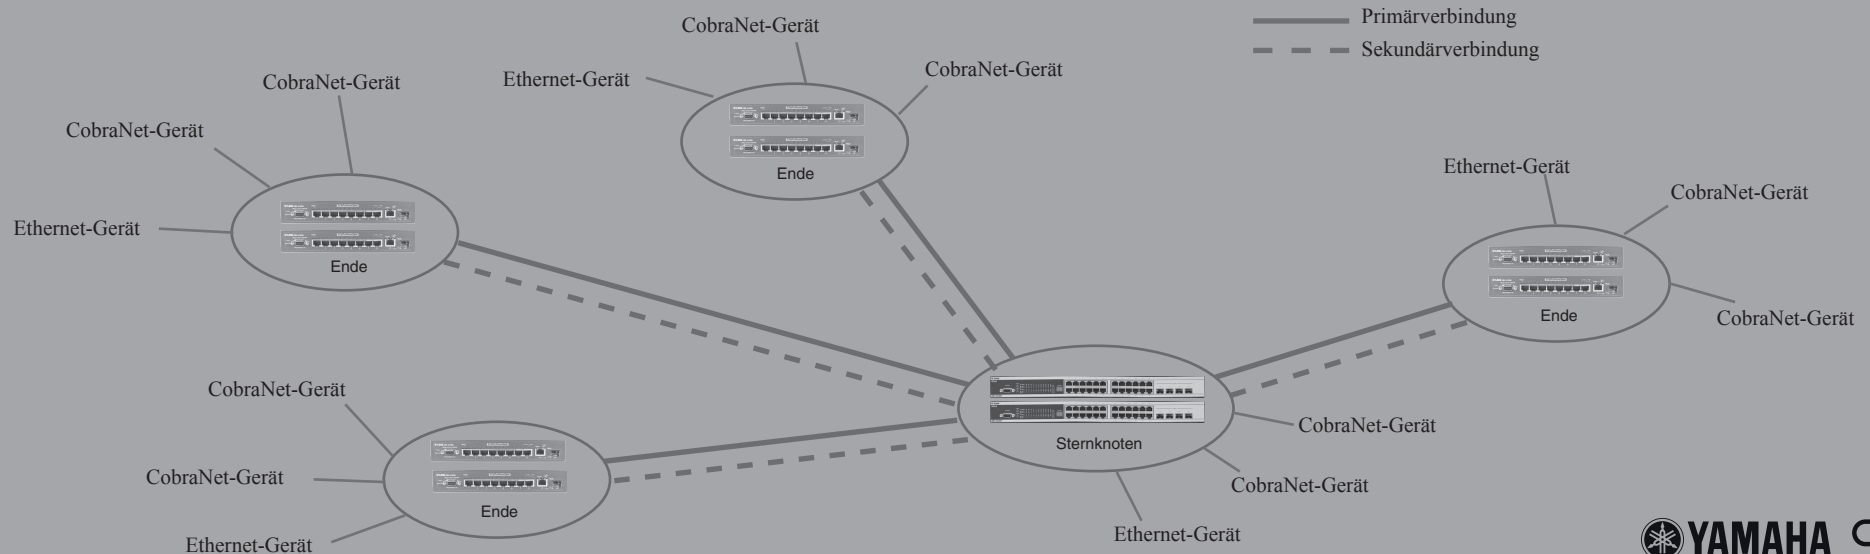 Primärverbindung
Sekundärverbindung
CobraNet-Gerät
Ethernet-Gerät
CobraNet-Gerät
Ende
CobraNet-Gerät
CobraNet-Gerät
Ethernet-Gerät
Ende
Ethernet-Gerät
CobraNet-Gerät
CobraNet-Gerät
Ende
CobraNet-Gerät
CobraNet-Gerät
Ethernet-Gerät
Ende
Sternknoten
CobraNet-Gerät
CobraNet-Gerät
Ethernet-Gerät
YAMAHA